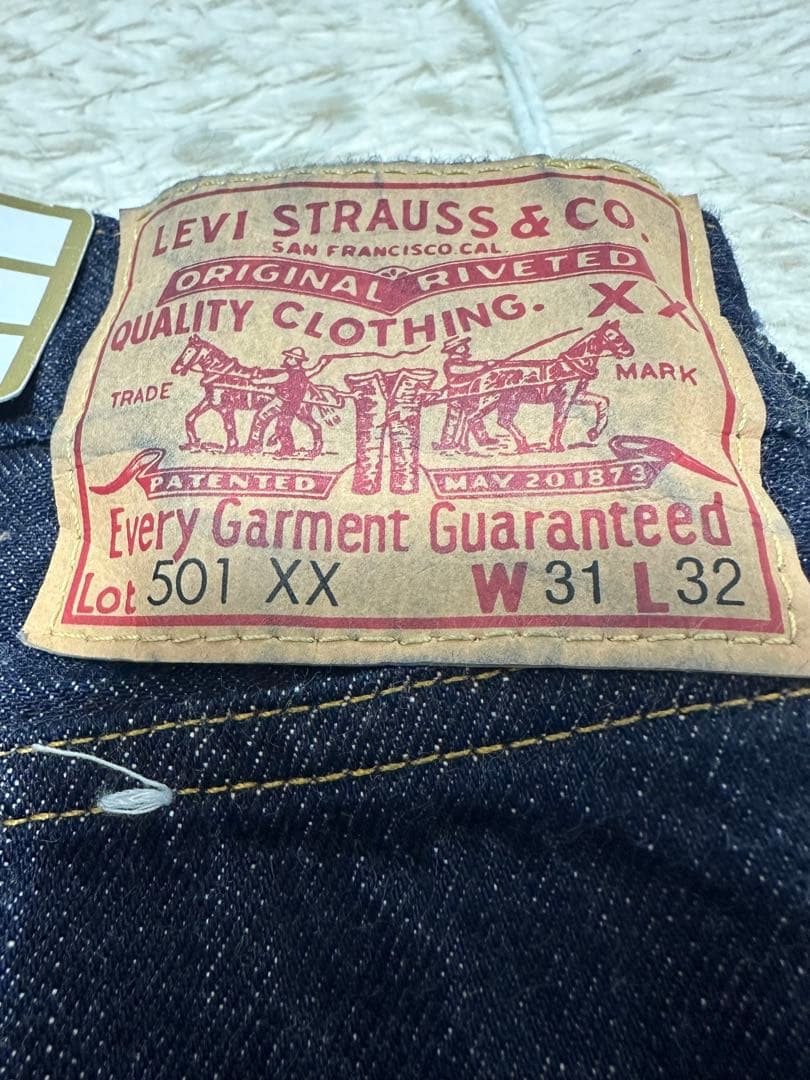 LEVI STRAUSS & CO.
SAN FRANCISCO.CAL.
ORIGINAL RIVETED
QUALITY CLOTHING. XX
TRADE MARK
PATENTED MAY 20 1873
Every Garment Guaranteed
Lot 501 XX W 31 L 32